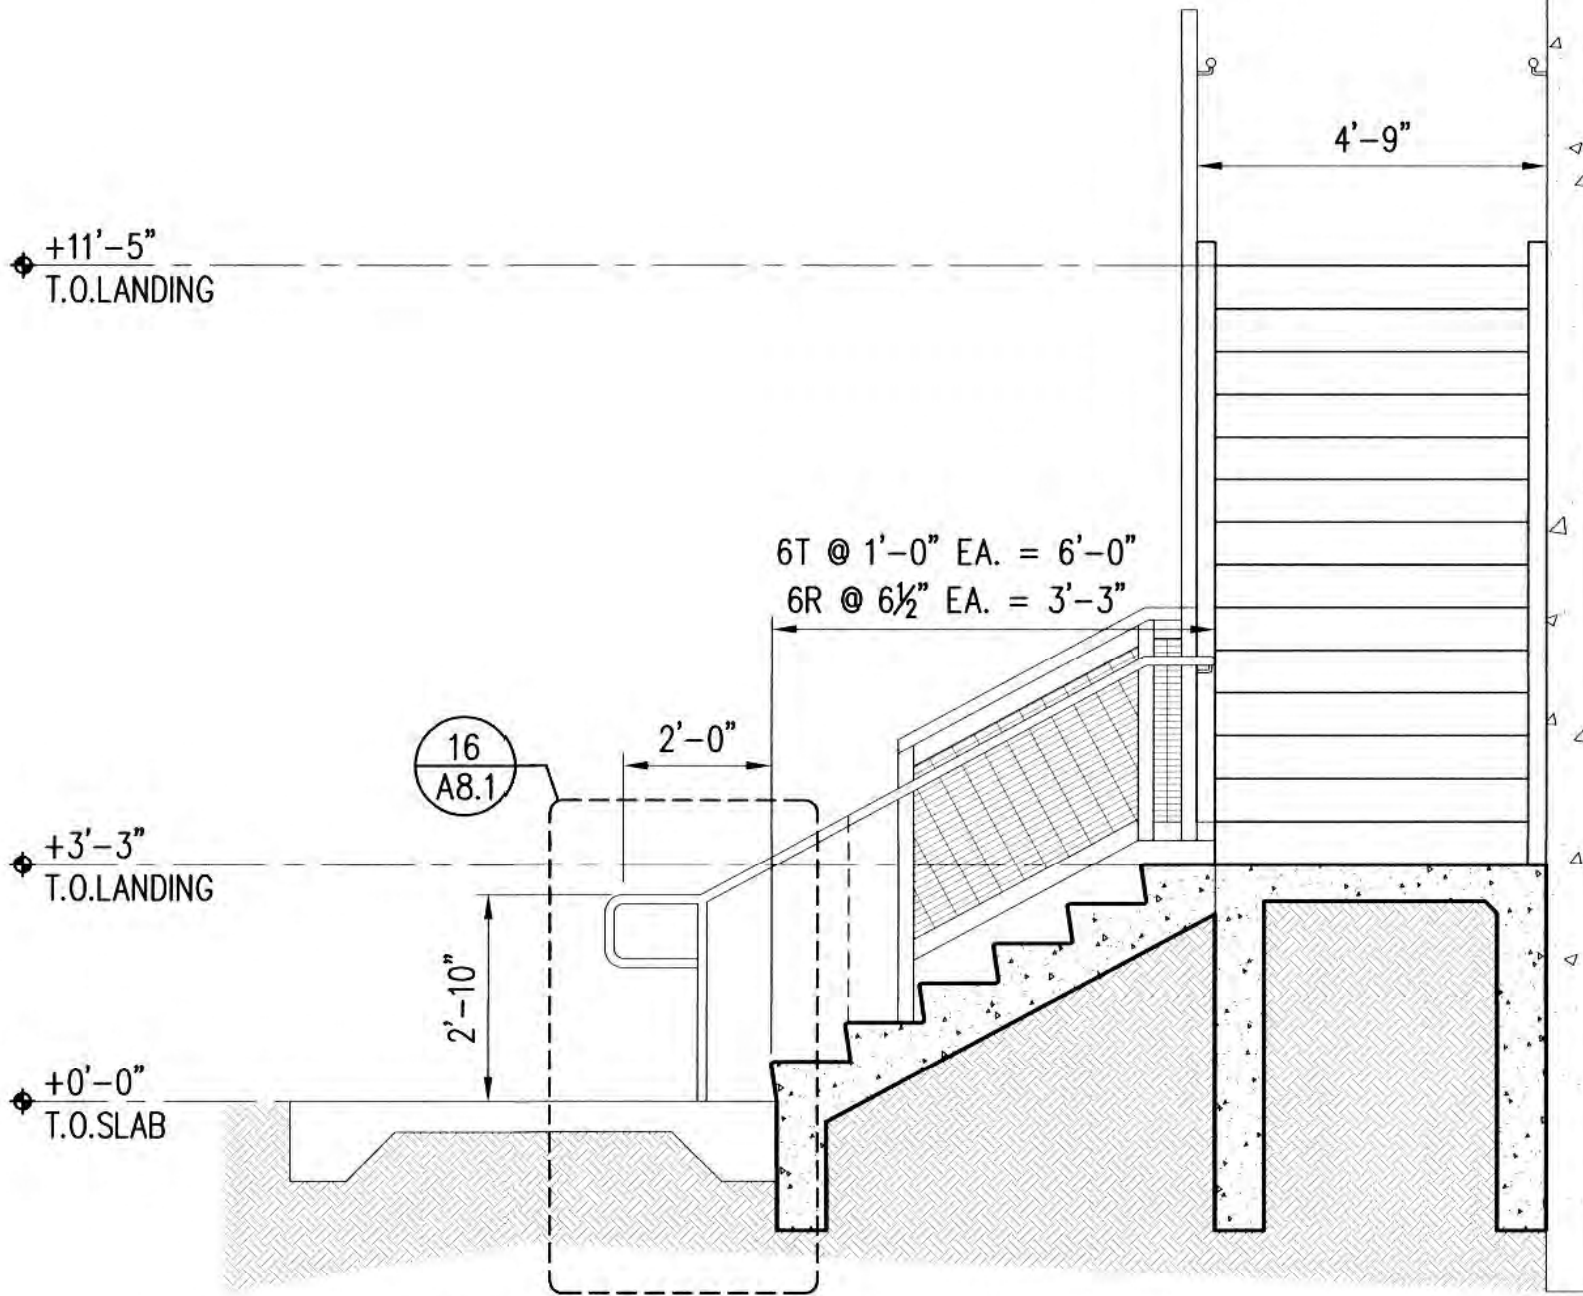 4'-9"
+11'-5"
T.O.LANDING
6T @ 1'-0" EA. = 6'-0"
6R @ 6½" EA. = 3'-3"
16
A8.1
2'-0"
+3'-3"
T.O.LANDING
2'-10"
+0'-0"
T.O.SLAB